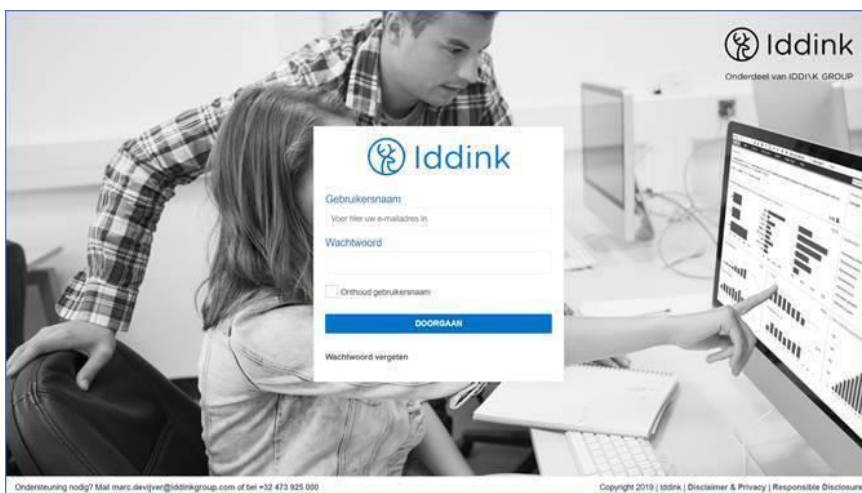 Iddink
Onderdeel van IDDINK GROUP
Iddink
Gebruikersnaam
Voer hier uw e-mailadres in
Wachtwoord
Onthoud gebruikersnaam
DOORGAAN
Wachtwoord vergeten
Ondersteuning nodig? Mail marc.devijver@iddinkgroup.com of bel +32 473 925 000
Copyright 2019 | Iddink | Disclaimer & Privacy | Responsible Disclosure